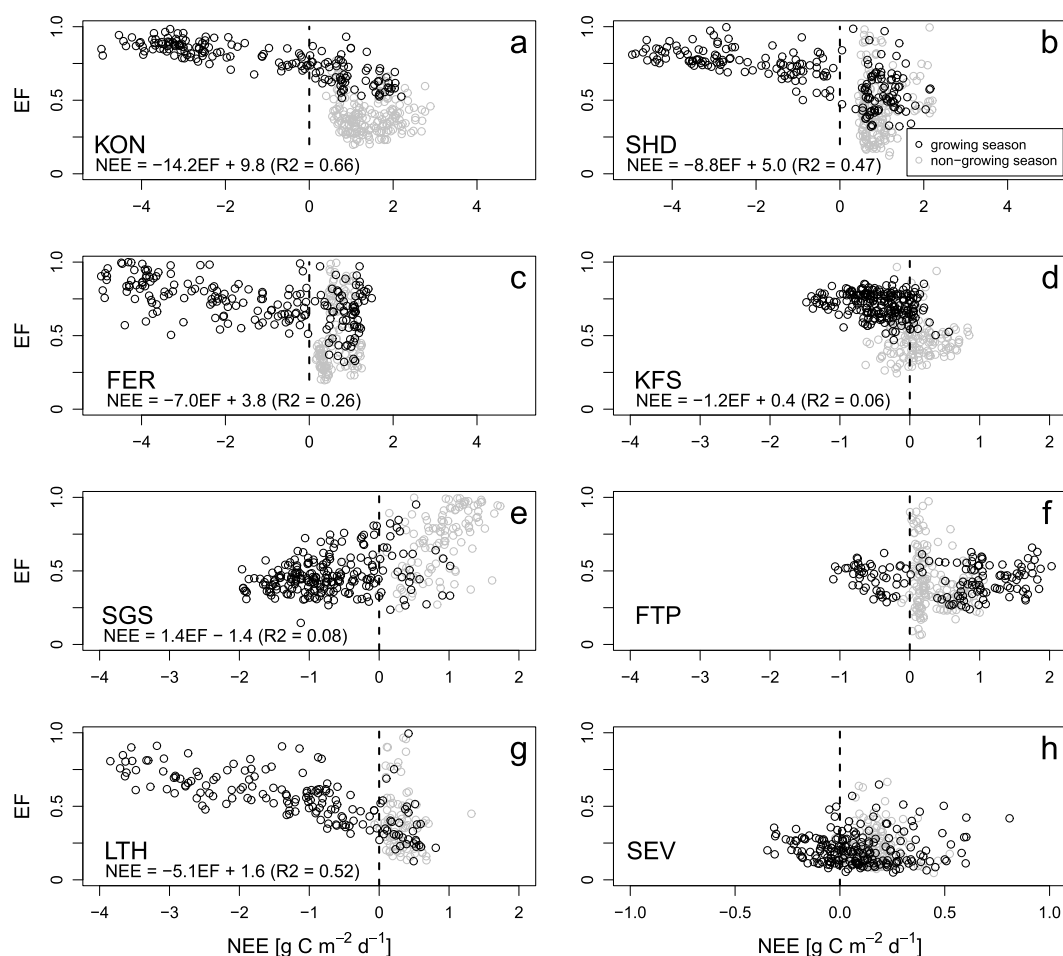 a
EF
1.0
0.5
0
KON
NEE = −14.2EF + 9.8 (R2 = 0.66)
−4 −2 0 2 4
b
1.0
0.5
0
SHD
NEE = −8.8EF + 5.0 (R2 = 0.47)
growing season
non−growing season
−4 −2 0 2 4
c
EF
1.0
0.5
0
FER
NEE = −7.0EF + 3.8 (R2 = 0.26)
−4 −2 0 2 4
d
1.0
0.5
0
KFS
NEE = −1.2EF + 0.4 (R2 = 0.06)
−4 −3 −2 −1 0 1 2
e
EF
1.0
0.5
0
SGS
NEE = 1.4EF − 1.4 (R2 = 0.08)
−4 −3 −2 −1 0 1 2
f
1.0
0.5
0
FTP
−4 −3 −2 −1 0 1 2
g
EF
1.0
0.5
0
LTH
NEE = −5.1EF + 1.6 (R2 = 0.52)
−4 −3 −2 −1 0 1 2
NEE [g C m−2 d−1]
h
1.0
0.5
0
SEV
−1.0 −0.5 0.0 0.5 1.0
NEE [g C m−2 d−1]